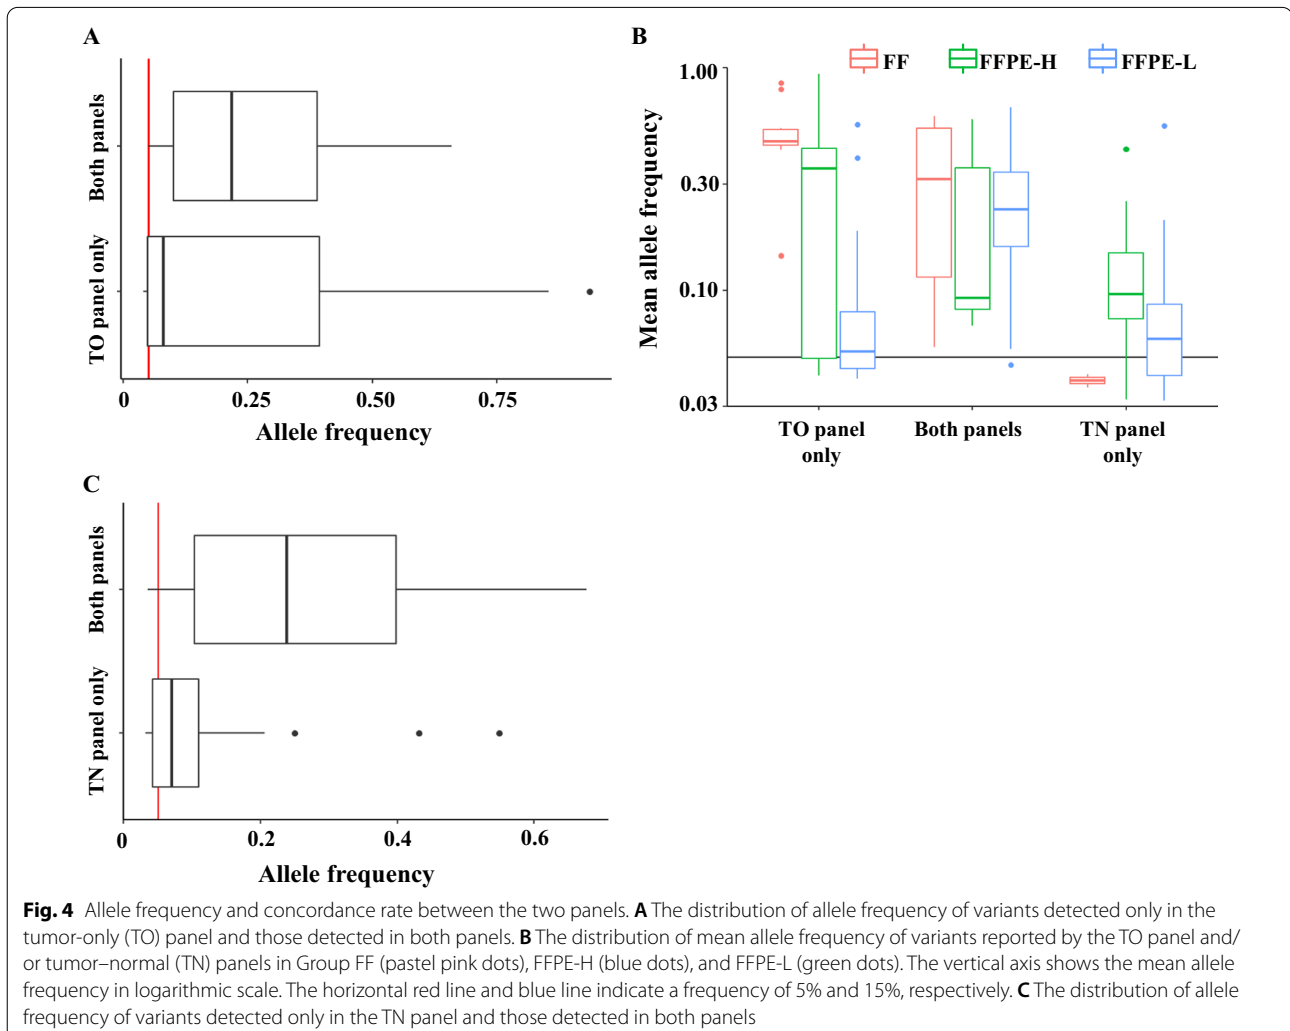 A
Both panels
TO panel only
0 0.25 0.50 0.75
Allele frequency
B
FF FFPE-H FFPE-L
Mean allele frequency
1.00
0.30
0.10
0.03
TO panel only
Both panels
TN panel only
C
Both panels
TN panel only
0 0.2 0.4 0.6
Allele frequency
Fig. 4 Allele frequency and concordance rate between the two panels. A The distribution of allele frequency of variants detected only in the
tumor-only (TO) panel and those detected in both panels. B The distribution of mean allele frequency of variants reported by the TO panel and/
or tumor–normal (TN) panels in Group FF (pastel pink dots), FFPE-H (blue dots), and FFPE-L (green dots). The vertical axis shows the mean allele
frequency in logarithmic scale. The horizontal red line and blue line indicate a frequency of 5% and 15%, respectively. C The distribution of allele
frequency of variants detected only in the TN panel and those detected in both panels